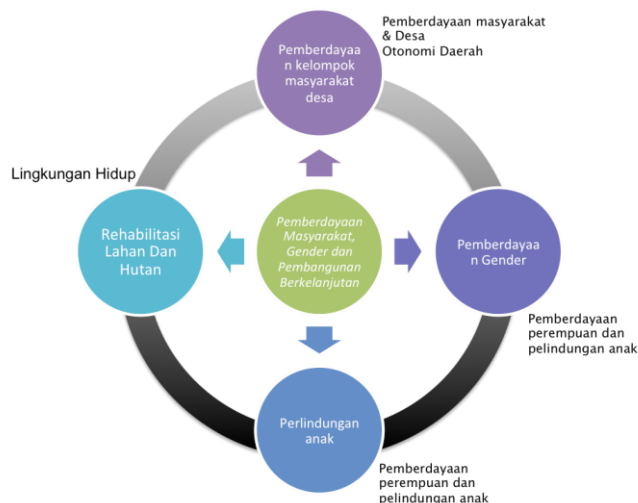 Pemberdayaan masyarakat
& Desa
Otonomi Daerah
Pemberdayaa
n kelompok
masyarakat
desa
Lingkungan Hidup
Rehabilitasi
Lahan Dan
Hutan
Pemberdayaan
Masyarakat,
Gender dan
Pembangunan
Berkelanjutan
Pemberdayaa
n Gender
Pemberdayaan
perempuan dan
pelindungan anak
Perlindungan
anak
Pemberdayaan
perempuan dan
pelindungan anak